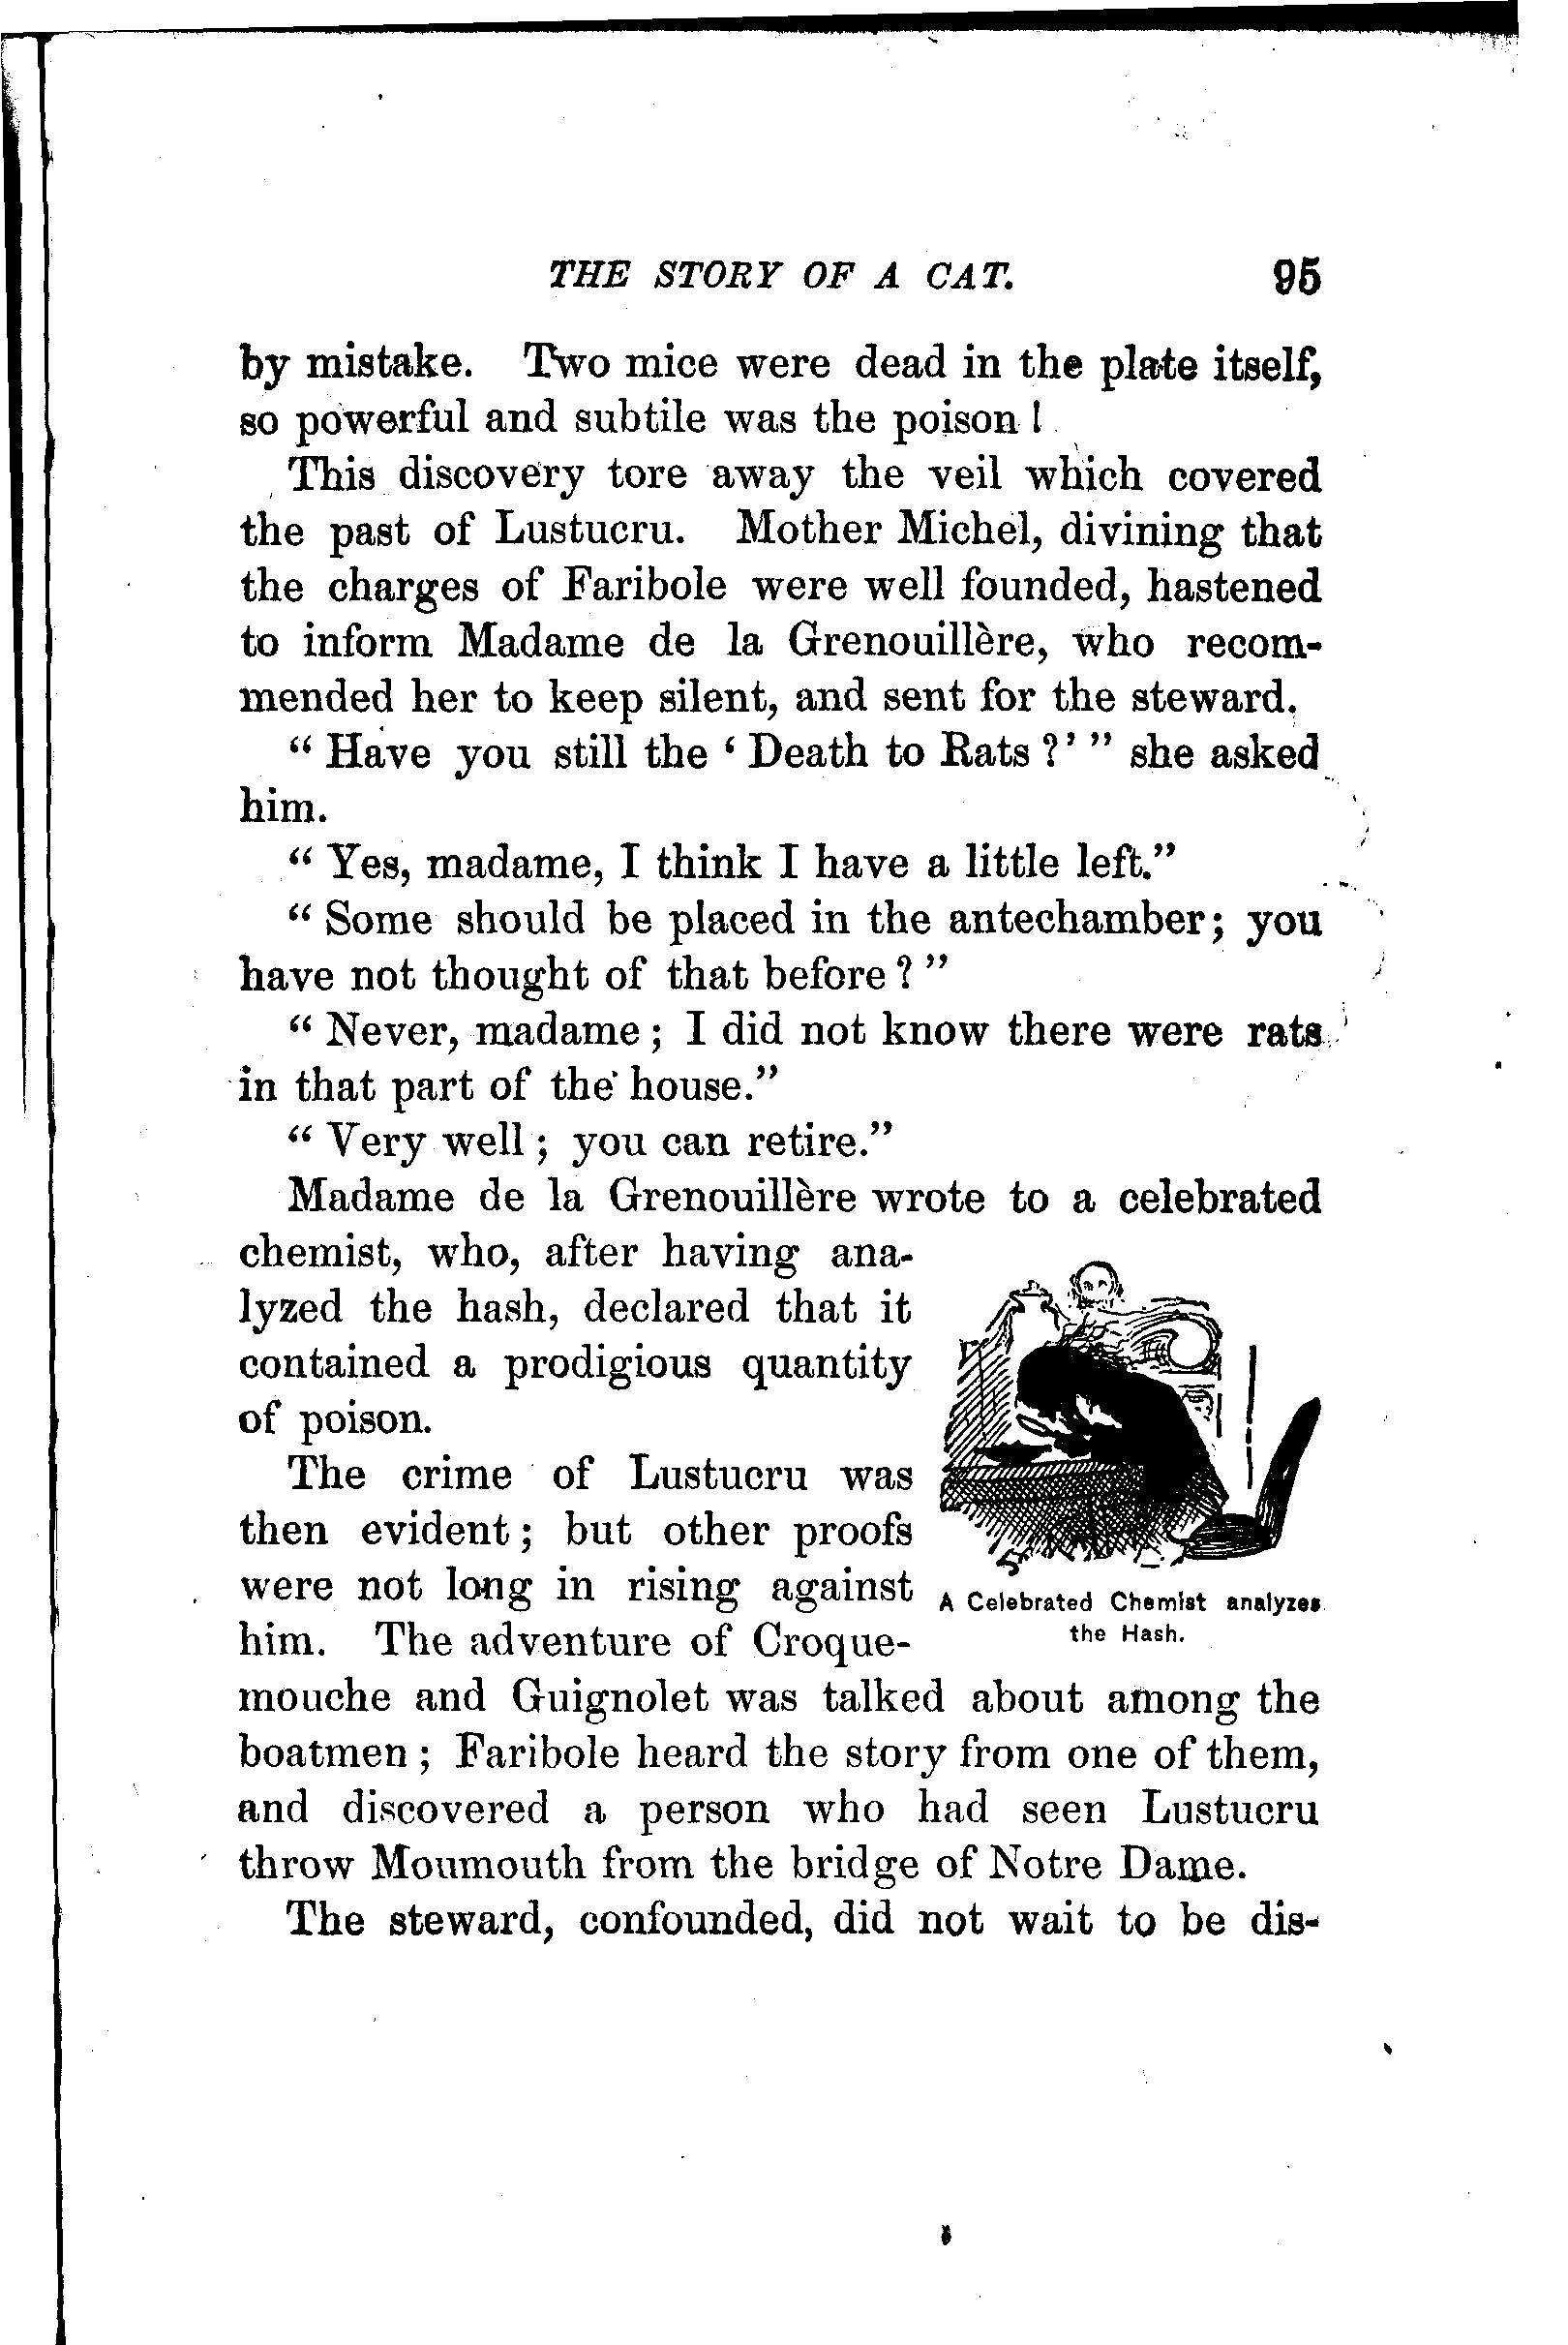 THE STORY OF A CAT. 95
by mistake. Two mice were dead in the plate itself,
so powerful and subtile was the poison!
This discovery tore away the veil which covered
the past of Lustucru. Mother Michel, divining that
the charges of Faribole were well founded, hastened
to inform Madame de la Grenouillère, who recom-
mended her to keep silent, and sent for the steward.
“Have you still the ‘Death to Rats?’” she asked
him.
“Yes, madame, I think I have a little left.”
“Some should be placed in the antechamber; you
have not thought of that before?”
“Never, madame; I did not know there were rats
in that part of the house.”
“Very well; you can retire.”
Madame de la Grenouillère wrote to a celebrated
chemist, who, after having ana-
lyzed the hash, declared that it
contained a prodigious quantity
of poison.
The crime of Lustucru was
then evident; but other proofs
were not long in rising against
him. The adventure of Croque-
mouche and Guignolet was talked about among the
boatmen; Faribole heard the story from one of them,
and discovered a person who had seen Lustucru
throw Moumouth from the bridge of Notre Dame.
The steward, confounded, did not wait to be dis-
A Celebrated Chemist analyzes
the Hash.